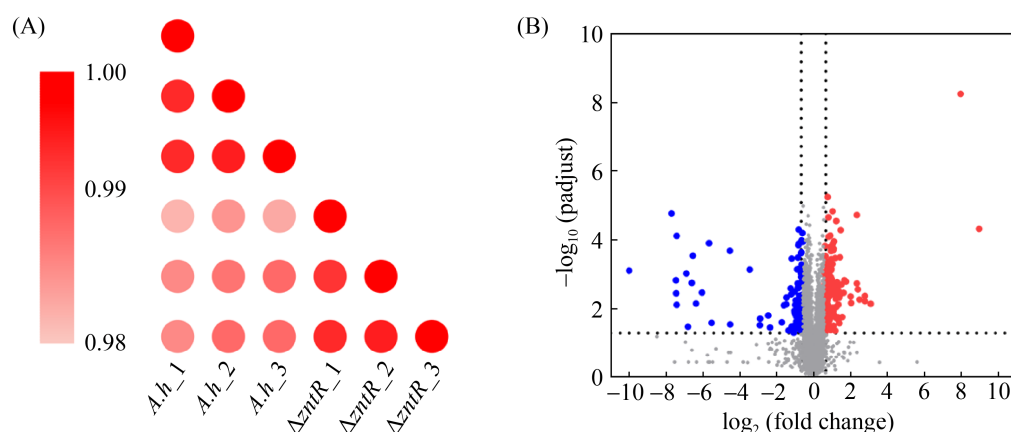 (A)
1.00
0.99
0.98
A.h_1
A.h_2
A.h_3
ΔzntR_1
ΔzntR_2
ΔzntR_3
(B)
10
8
6
4
2
0
−log₁₀ (padjust)
−10 −8 −6 −4 −2 0 2 4 6 8 10
log₂ (fold change)